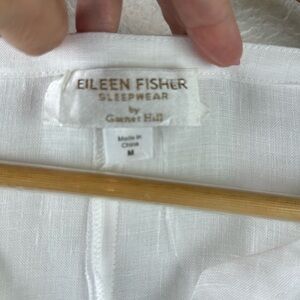 EILEEN FISHER
SLEEPWEAR
by
Garnet Hill
Made in
China
M